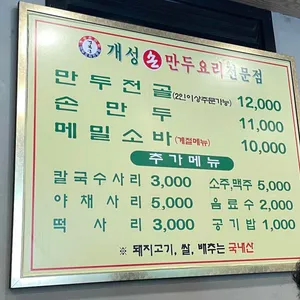 개성 손 만두요리전문점
만두전골 (2인이상주문가능) 12,000
손만두 11,000
메밀소바 (계절메뉴) 10,000
추가메뉴
칼국수사리 3,000 소주,맥주 5,000
야채사리 5,000 음료수 2,000
떡사리 3,000 공기밥 1,000
※ 돼지고기, 쌀, 배추는 국내산